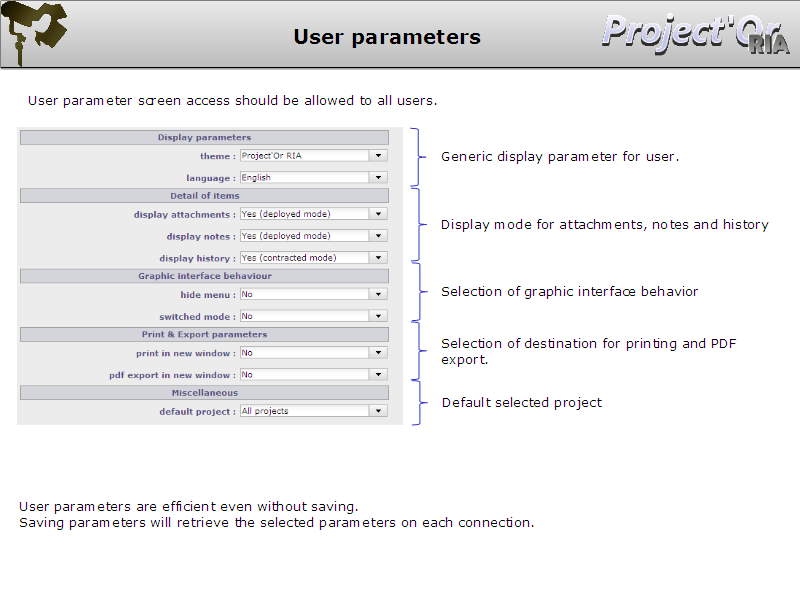 User parameters
Project'Or
RIA
User parameter screen access should be allowed to all users.
Display parameters
theme : Project'Or RIA
language : English
Generic display parameter for user.
Detail of items
display attachments : Yes (deployed mode)
display notes : Yes (deployed mode)
display history : Yes (contracted mode)
Display mode for attachments, notes and history
Graphic interface behaviour
hide menu : No
switched mode : No
Selection of graphic interface behavior
Print & Export parameters
print in new window : No
pdf export in new window : No
Selection of destination for printing and PDF
export.
Miscellaneous
default project : All projects
Default selected project
User parameters are efficient even without saving.
Saving parameters will retrieve the selected parameters on each connection.